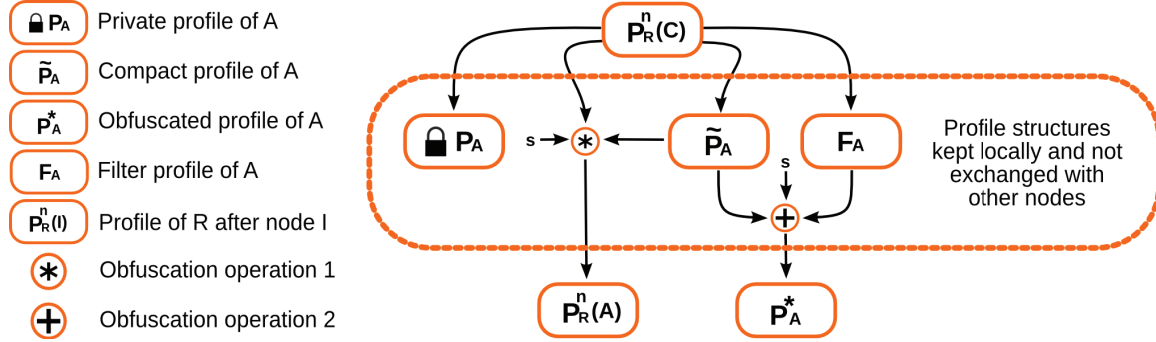 P_A Private profile of A
P̃_A Compact profile of A
P*_A Obfuscated profile of A
F_A Filter profile of A
P^n_R(I) Profile of R after node I
* Obfuscation operation 1
+ Obfuscation operation 2
P^n_R(C)
P_A
s
*
P̃_A
F_A
s
+
Profile structures
kept locally and not
exchanged with
other nodes
P^n_R(A)
P*_A